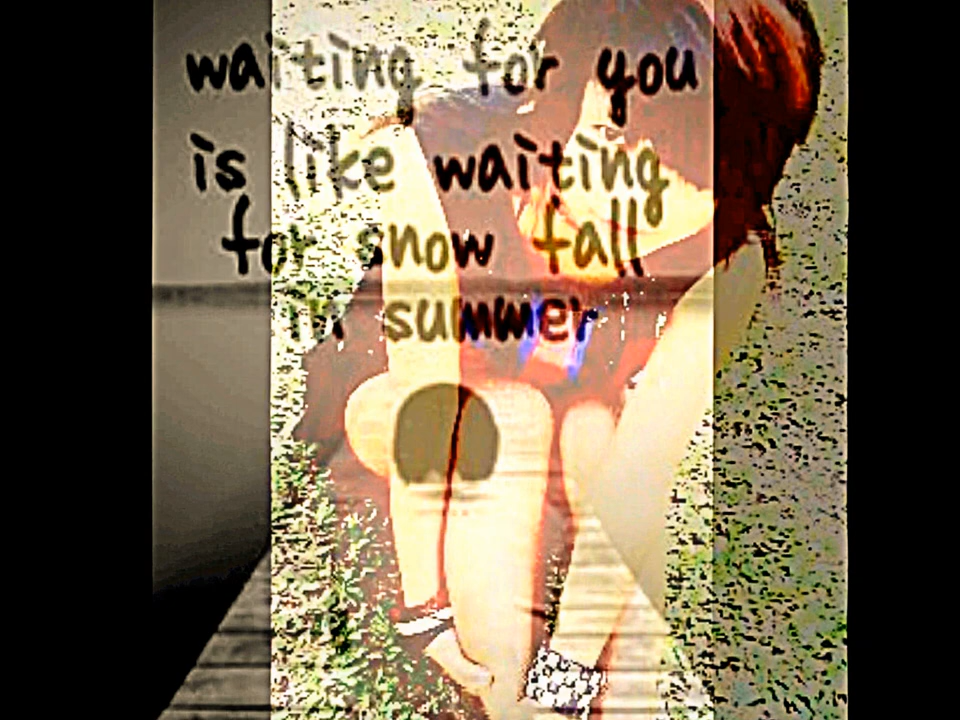 waiting for you
is like waiting
for snow fall
in summer